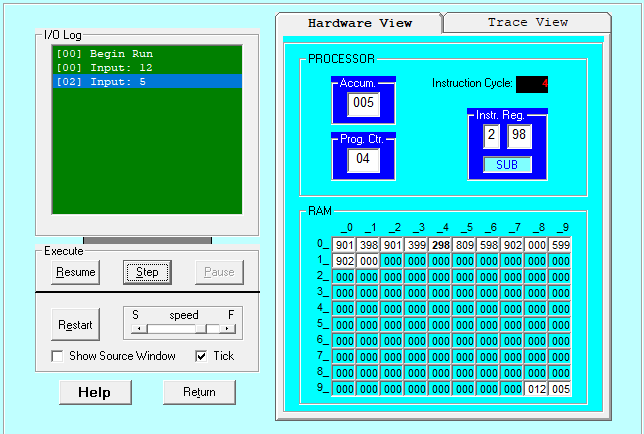 Hardware View Trace View
I/O Log
[00] Begin Run
[00] Input: 12
[02] Input: 5
Execute
Resume Step Pause
Restart
S speed F
Show Source Window Tick
Help Return
PROCESSOR
Accum.
005
Instruction Cycle:
Prog. Ctr.
04
Instr. Reg.
2 98
SUB
RAM
_0 _1 _2 _3 _4 _5 _6 _7 _8 _9
0_ 901 398 901 399 298 809 598 902 000 599
1_ 902 000 000 000 000 000 000 000 000 000
2_ 000 000 000 000 000 000 000 000 000 000
3_ 000 000 000 000 000 000 000 000 000 000
4_ 000 000 000 000 000 000 000 000 000 000
5_ 000 000 000 000 000 000 000 000 000 000
6_ 000 000 000 000 000 000 000 000 000 000
7_ 000 000 000 000 000 000 000 000 000 000
8_ 000 000 000 000 000 000 000 000 000 000
9_ 000 000 000 000 000 000 000 000 012 005